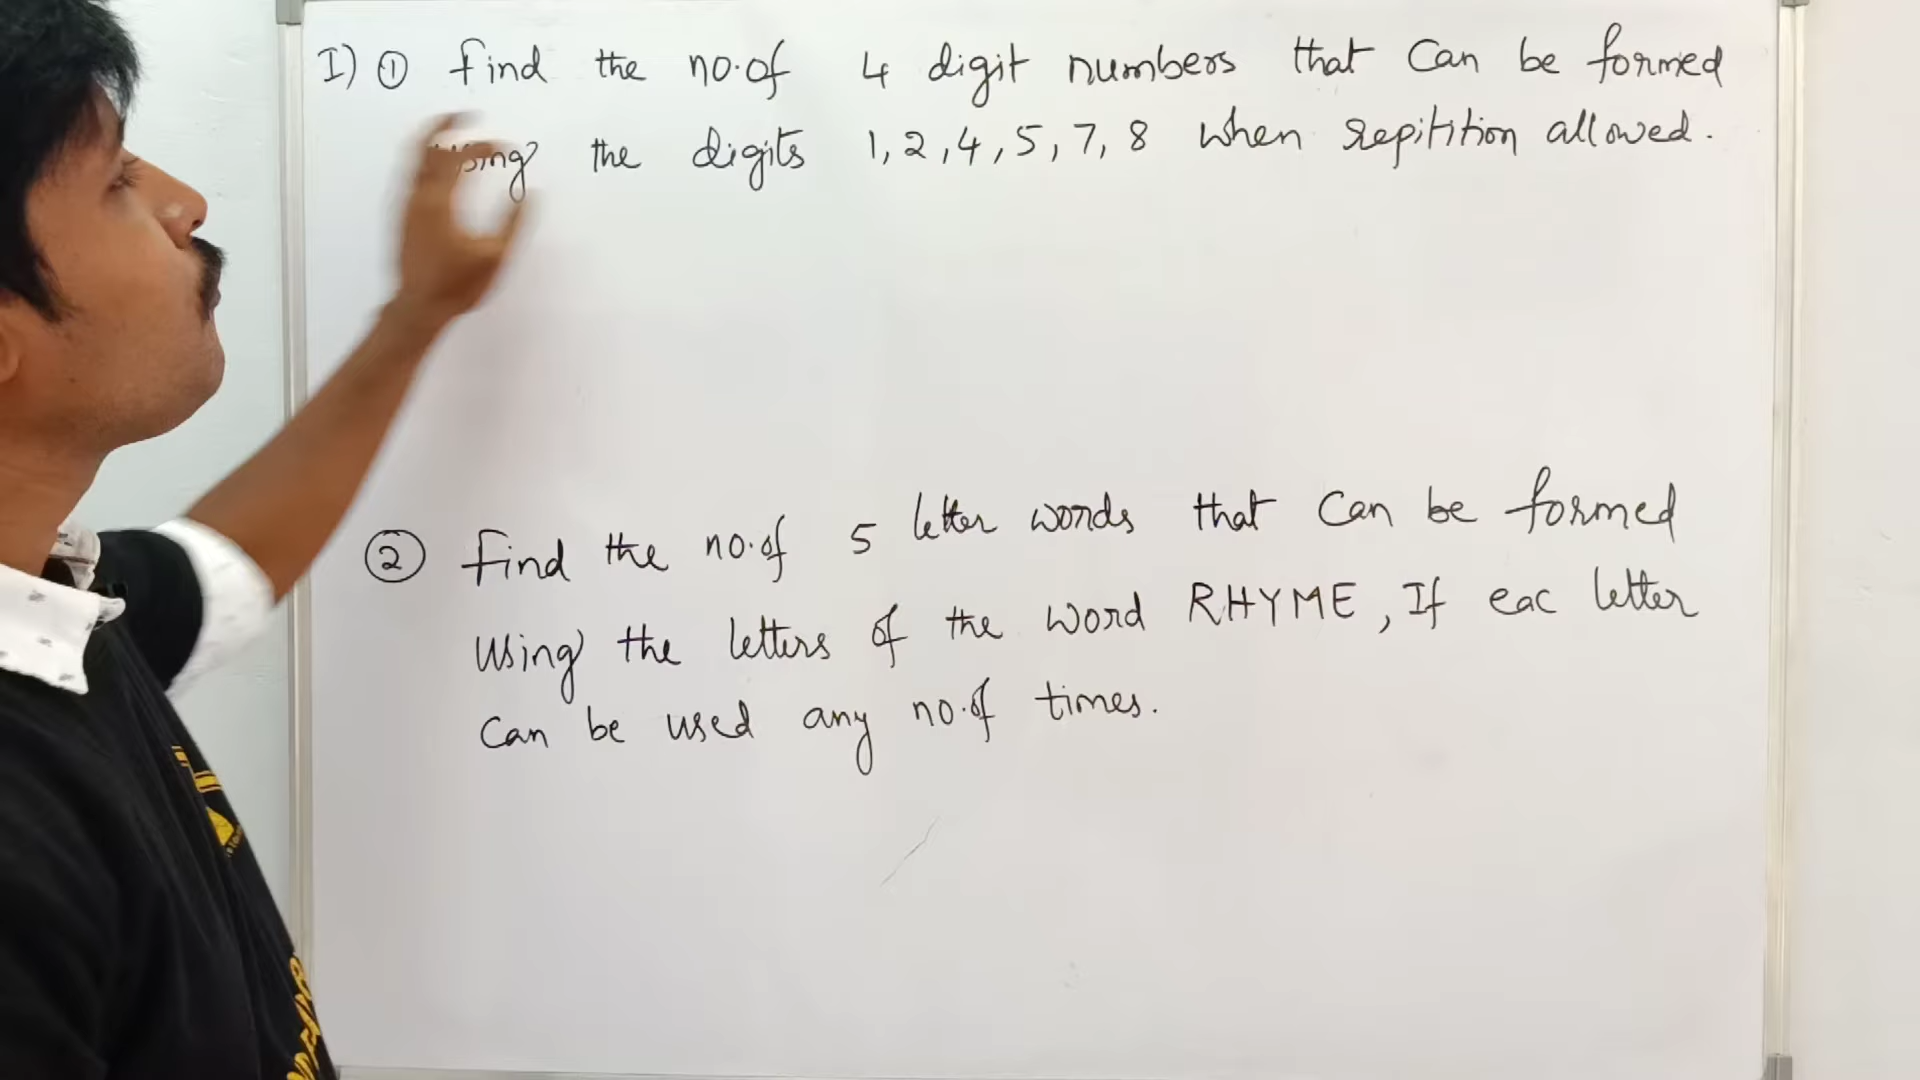 I) ① Find the no.of 4 digit numbers that can be formed
using the digits 1, 2, 4, 5, 7, 8 when repitition allowed.
② Find the no.of 5 letter words that can be formed
using the letters of the word RHYME, If eac letter
can be used any no.of times.